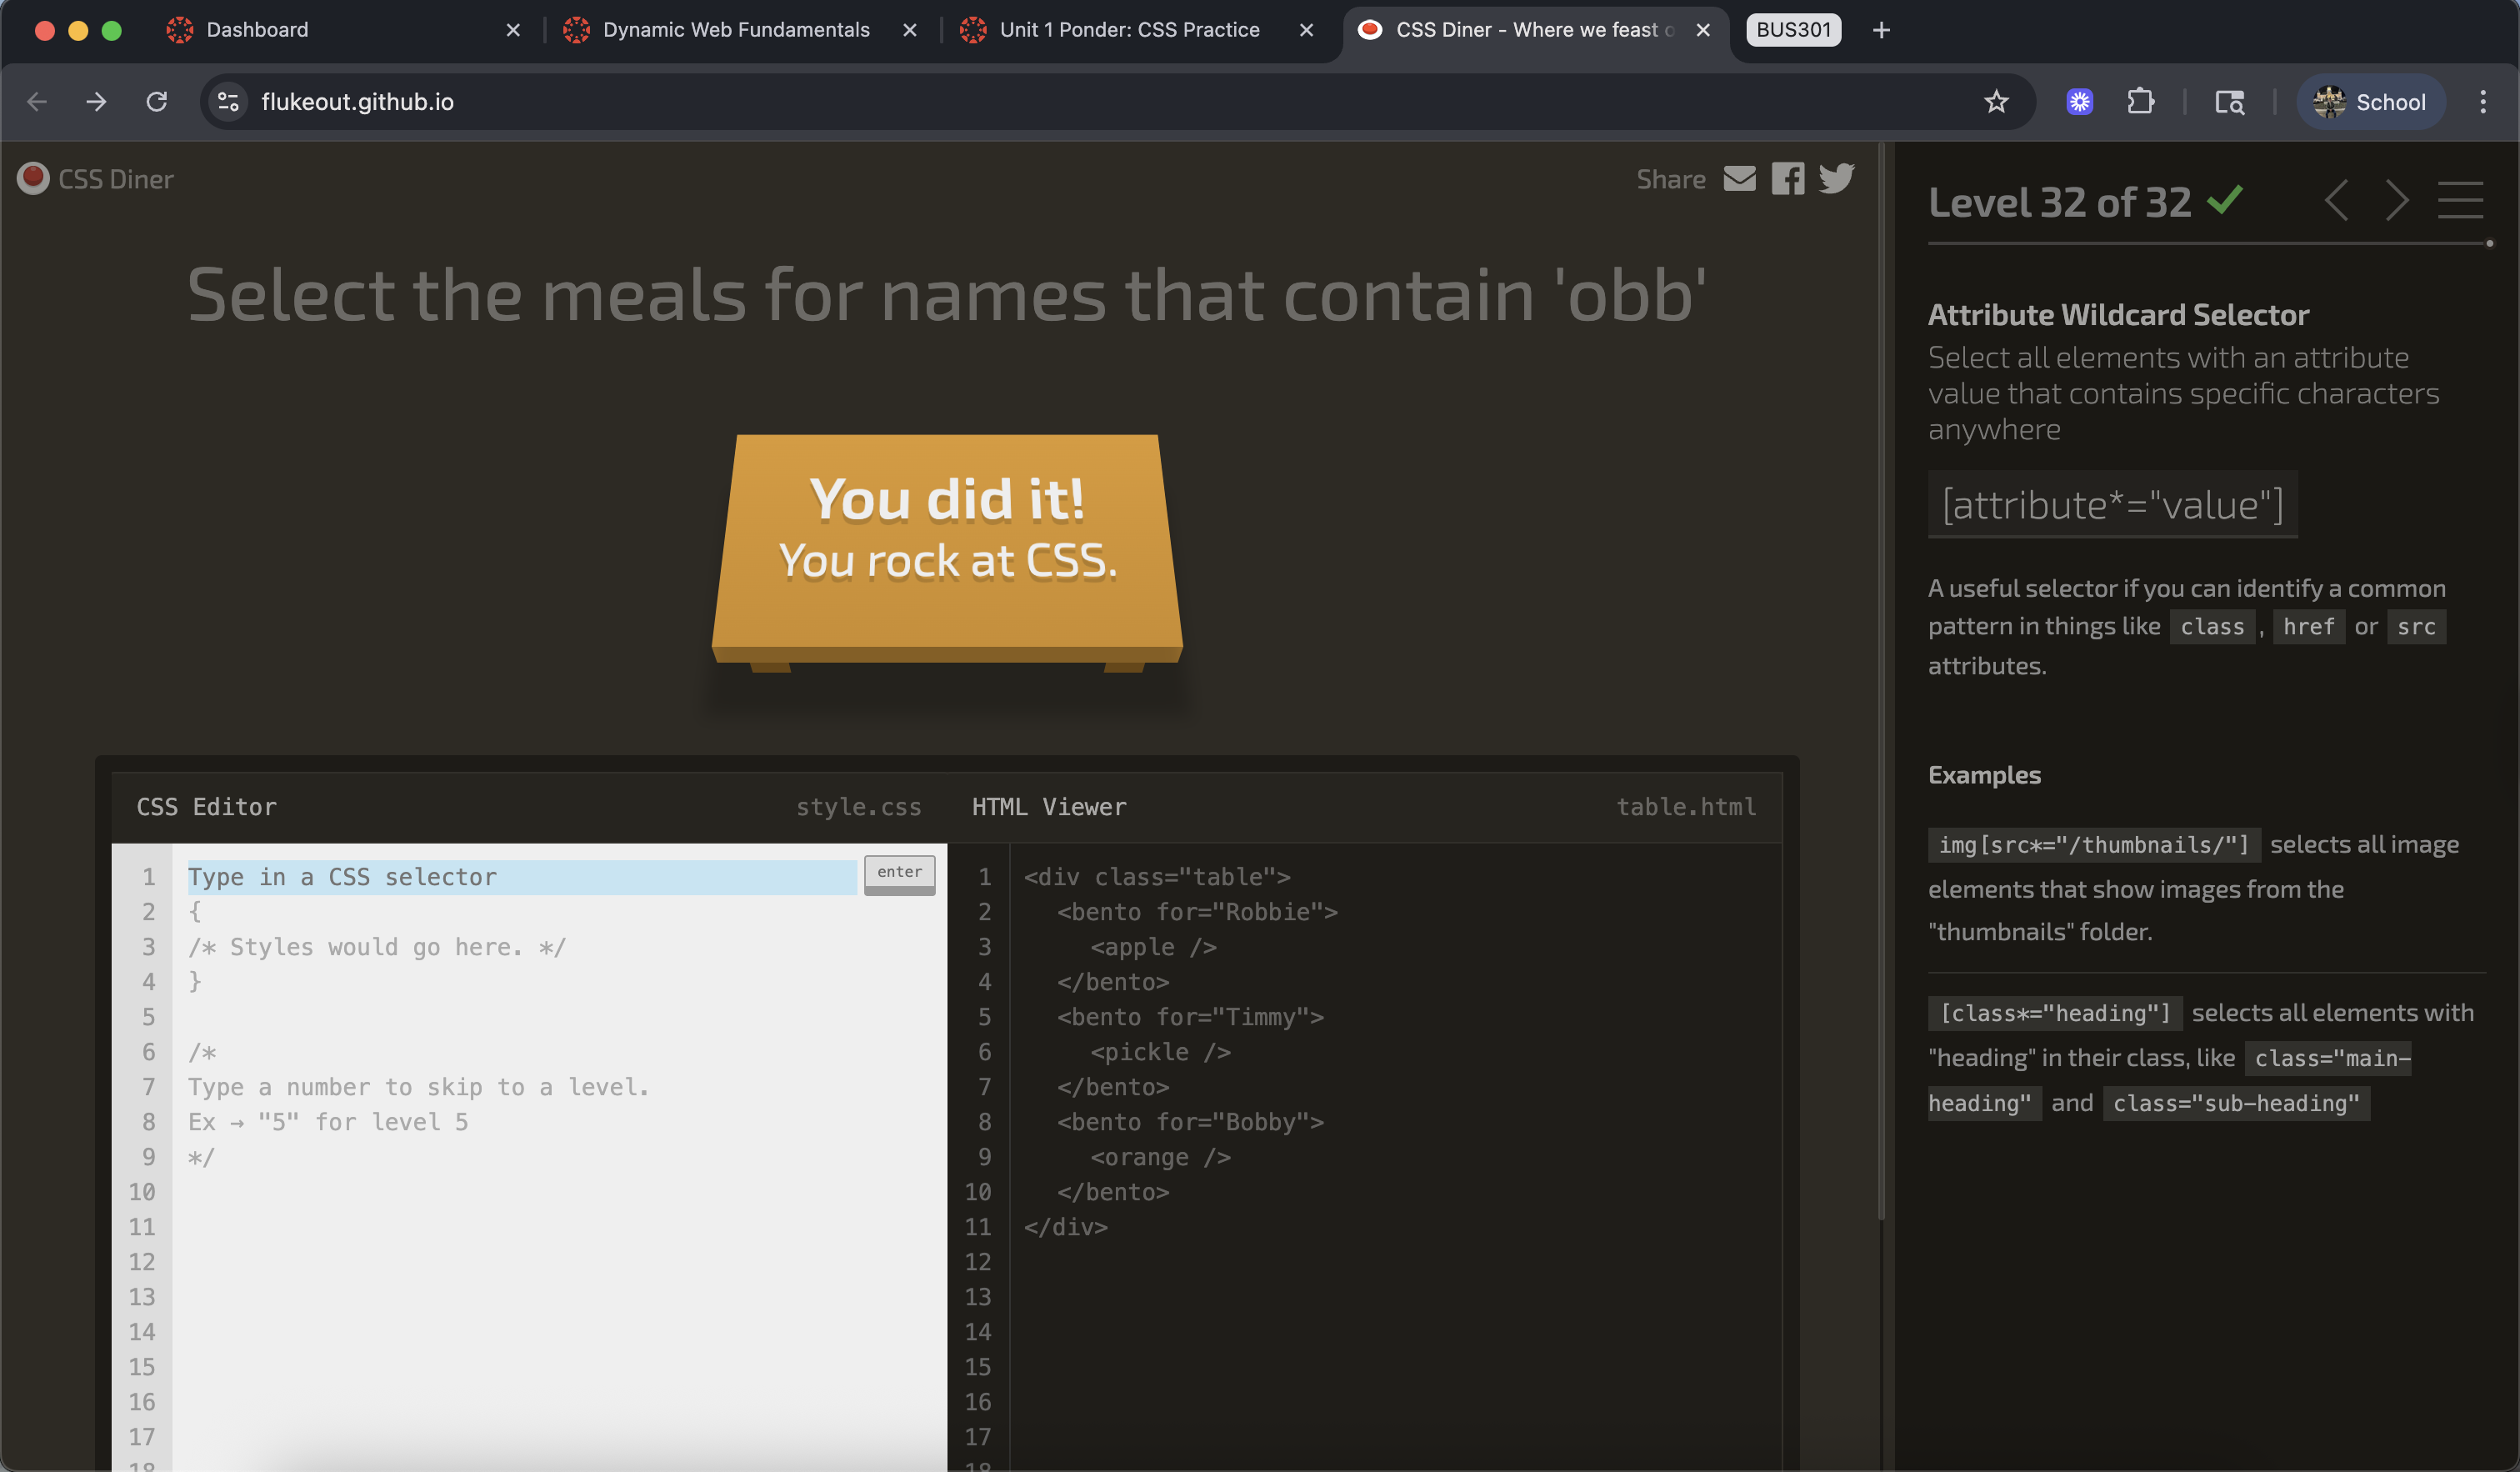 Dashboard
Dynamic Web Fundamentals
Unit 1 Ponder: CSS Practice
CSS Diner - Where we feast o
BUS301
flukeout.github.io
School
CSS Diner
Share
Select the meals for names that contain 'obb'
You did it!
You rock at CSS.
CSS Editor
style.css
1 Type in a CSS selector
enter
2 {
3 /* Styles would go here. */
4 }
5
6 /*
7 Type a number to skip to a level.
8 Ex → "5" for level 5
9 */
10
11
12
13
14
15
16
17
18
HTML Viewer
table.html
1 <div class="table">
2 <bento for="Robbie">
3 <apple />
4 </bento>
5 <bento for="Timmy">
6 <pickle />
7 </bento>
8 <bento for="Bobby">
9 <orange />
10 </bento>
11 </div>
12
13
14
15
16
17
18
Level 32 of 32
Attribute Wildcard Selector
Select all elements with an attribute
value that contains specific characters
anywhere
[attribute*="value"]
A useful selector if you can identify a common
pattern in things like class , href or src
attributes.
Examples
img[src*="/thumbnails/"] selects all image
elements that show images from the
"thumbnails" folder.
[class*="heading"] selects all elements with
"heading" in their class, like class="main-
heading" and class="sub-heading"